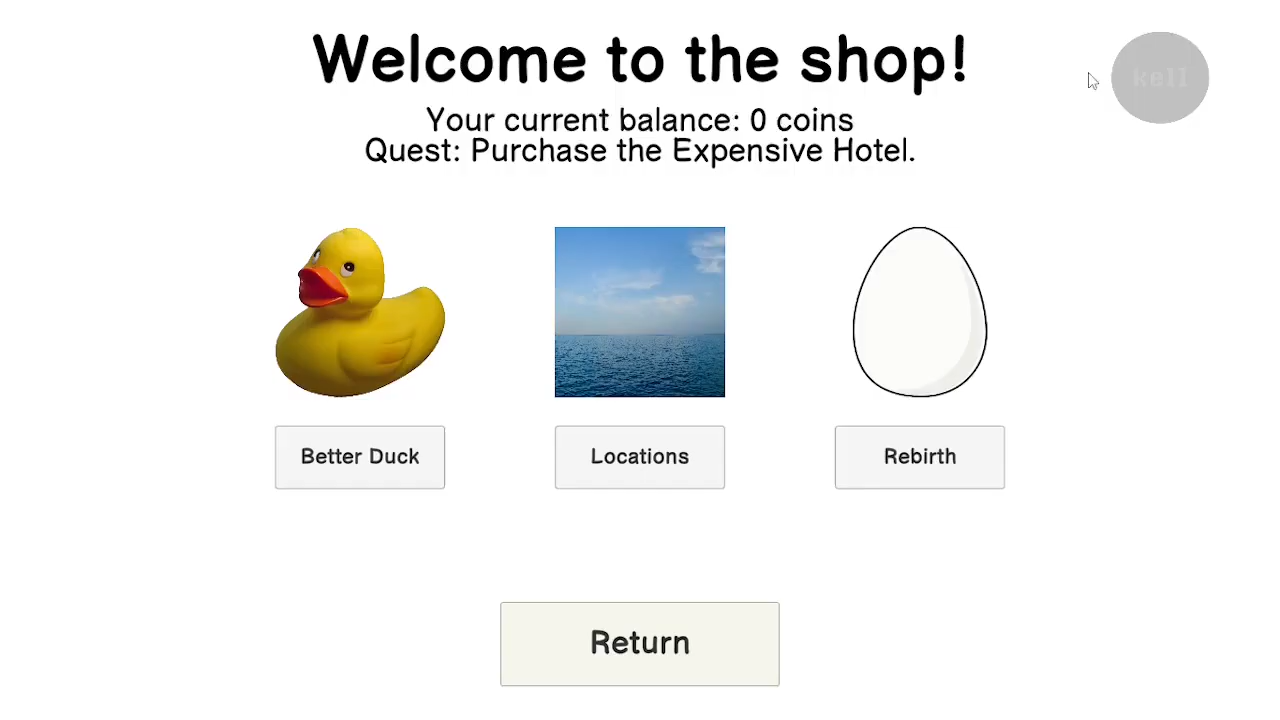 Welcome to the shop!
kell
Your current balance: 0 coins
Quest: Purchase the Expensive Hotel.
Better Duck
Locations
Rebirth
Return